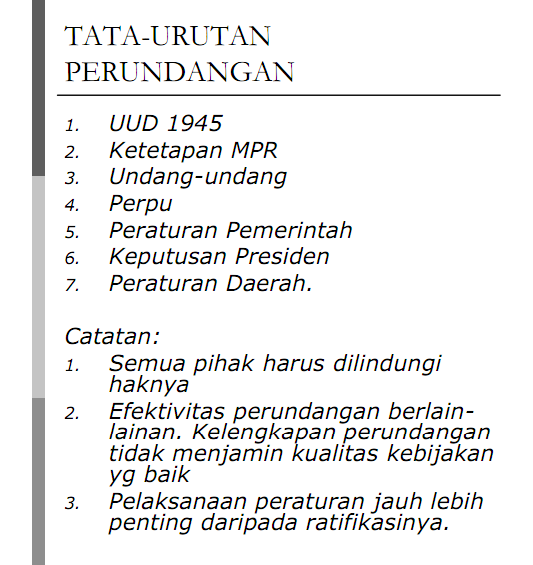 TATA-URUTAN
PERUNDANGAN
1. UUD 1945
2. Ketetapan MPR
3. Undang-undang
4. Perpu
5. Peraturan Pemerintah
6. Keputusan Presiden
7. Peraturan Daerah.
Catatan:
1. Semua pihak harus dilindungi
haknya
2. Efektivitas perundangan berlain-
lainan. Kelengkapan perundangan
tidak menjamin kualitas kebijakan
yg baik
3. Pelaksanaan peraturan jauh lebih
penting daripada ratifikasinya.